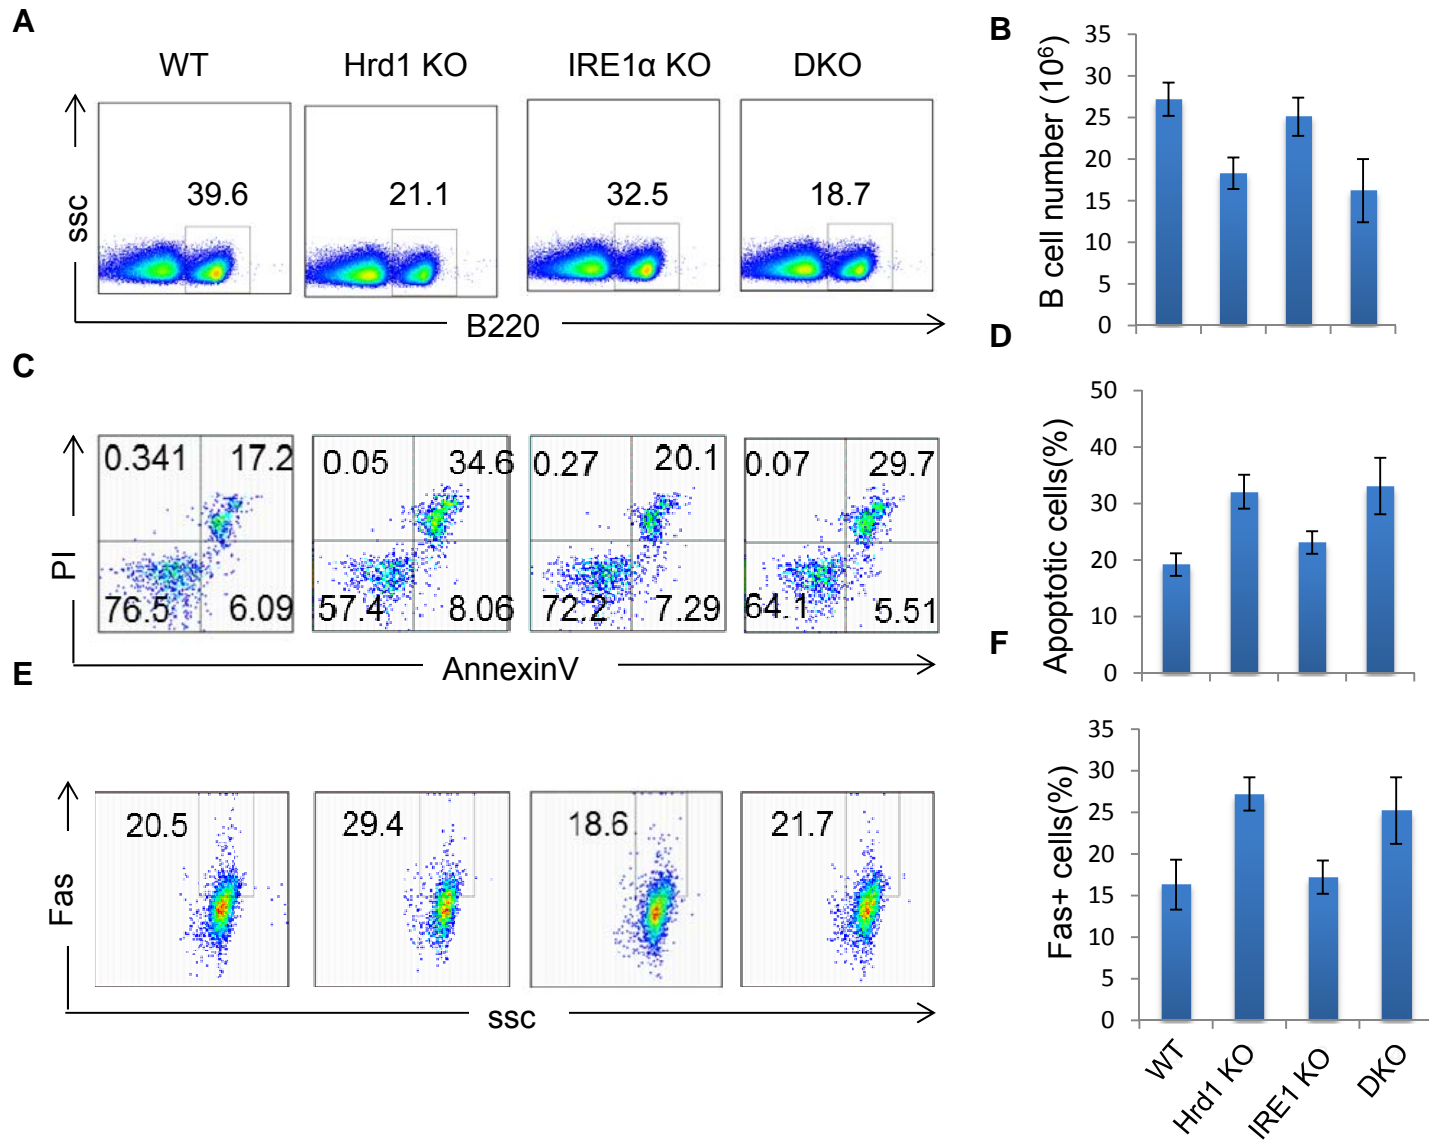 A
WT
Hrd1 KO
IRE1α KO
DKO
ssc
39.6
21.1
32.5
18.7
B220
B
B cell number (10⁶)
35
30
25
20
15
10
5
0
C
PI
0.341
17.2
76.5
6.09
0.05
34.6
57.4
8.06
0.27
20.1
72.2
7.29
0.07
29.7
64.1
5.51
AnnexinV
D
Apoptotic cells(%)
50
40
30
20
10
0
E
Fas
20.5
29.4
18.6
21.7
ssc
F
Fas+ cells(%)
35
30
25
20
15
10
5
0
WT
Hrd1 KO
IRE1 KO
DKO